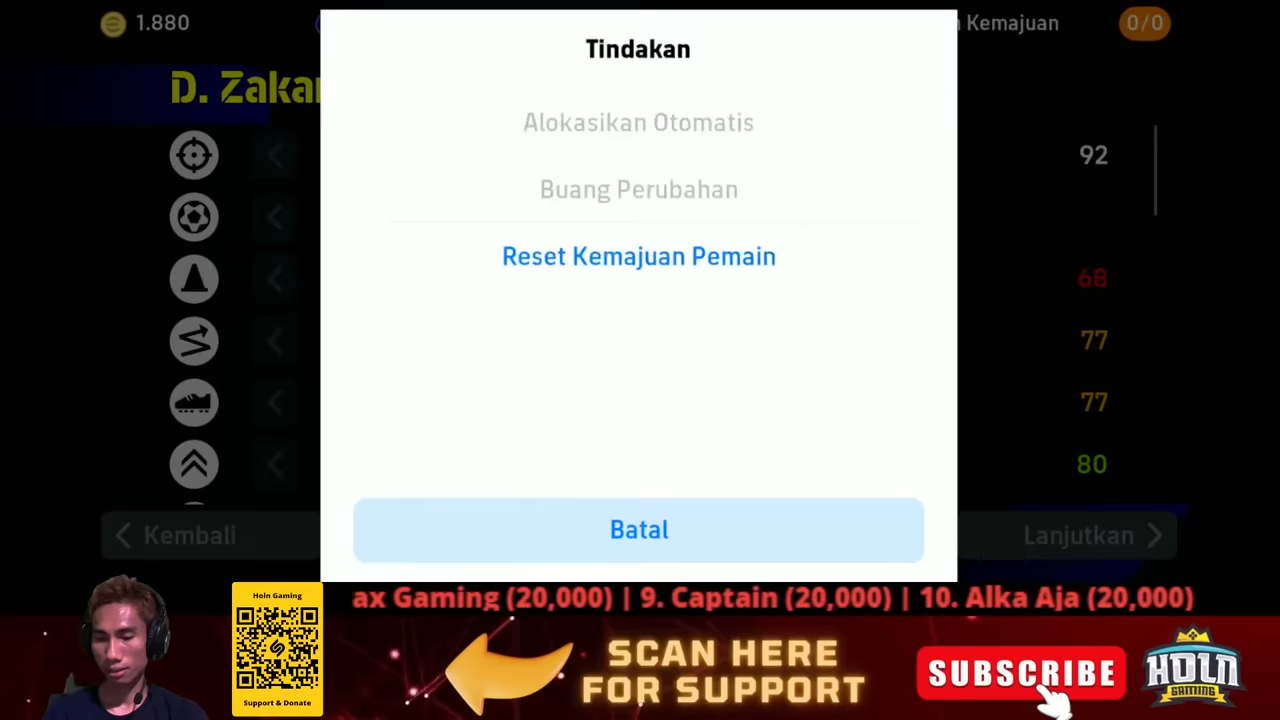 1.880
Kemajuan
0/0
Tindakan
D. Zakar
Alokasikan Otomatis
92
Buang Perubahan
Reset Kemajuan Pemain
68
77
77
80
Batal
Kembali
Lanjutkan
ax Gaming (20,000) | 9. Captain (20,000) | 10. Alka Aja (20,000)
Holn Gaming
Support & Donate
SCAN HERE
FOR SUPPORT
SUBSCRIBE
HOLN
GAMING